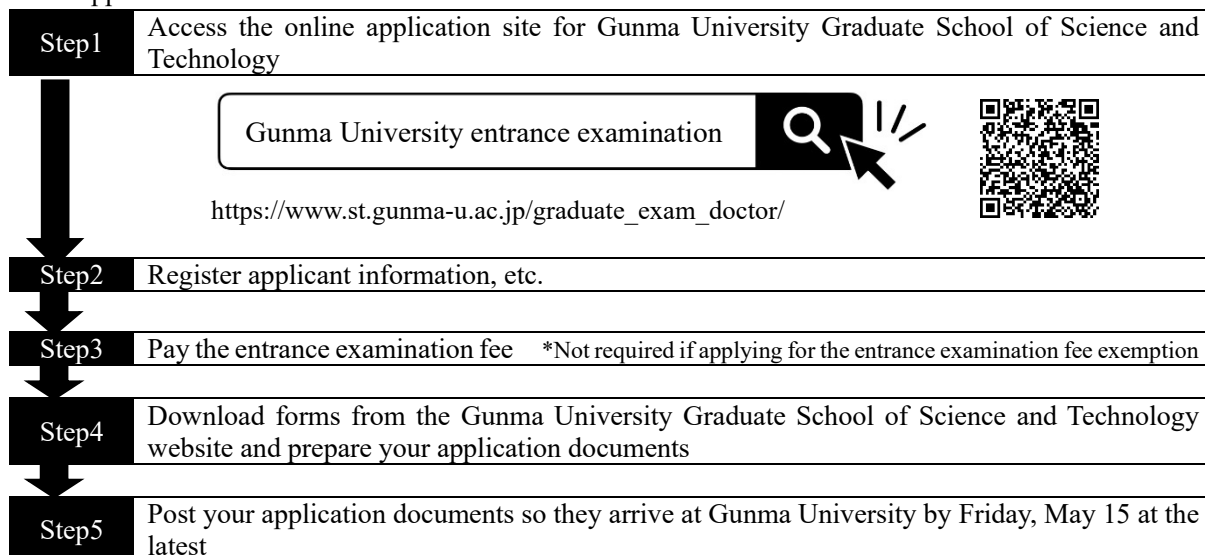 Step1
Access the online application site for Gunma University Graduate School of Science and
Technology
Gunma University entrance examination
https://www.st.gunma-u.ac.jp/graduate_exam_doctor/
Step2
Register applicant information, etc.
Step3
Pay the entrance examination fee *Not required if applying for the entrance examination fee exemption
Step4
Download forms from the Gunma University Graduate School of Science and Technology
website and prepare your application documents
Step5
Post your application documents so they arrive at Gunma University by Friday, May 15 at the
latest